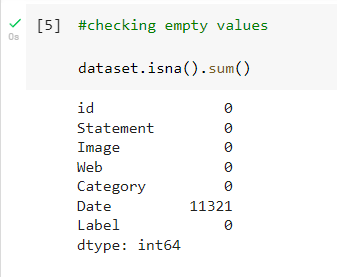 [5] #checking empty values
0s
dataset.isna().sum()
id 0
Statement 0
Image 0
Web 0
Category 0
Date 11321
Label 0
dtype: int64